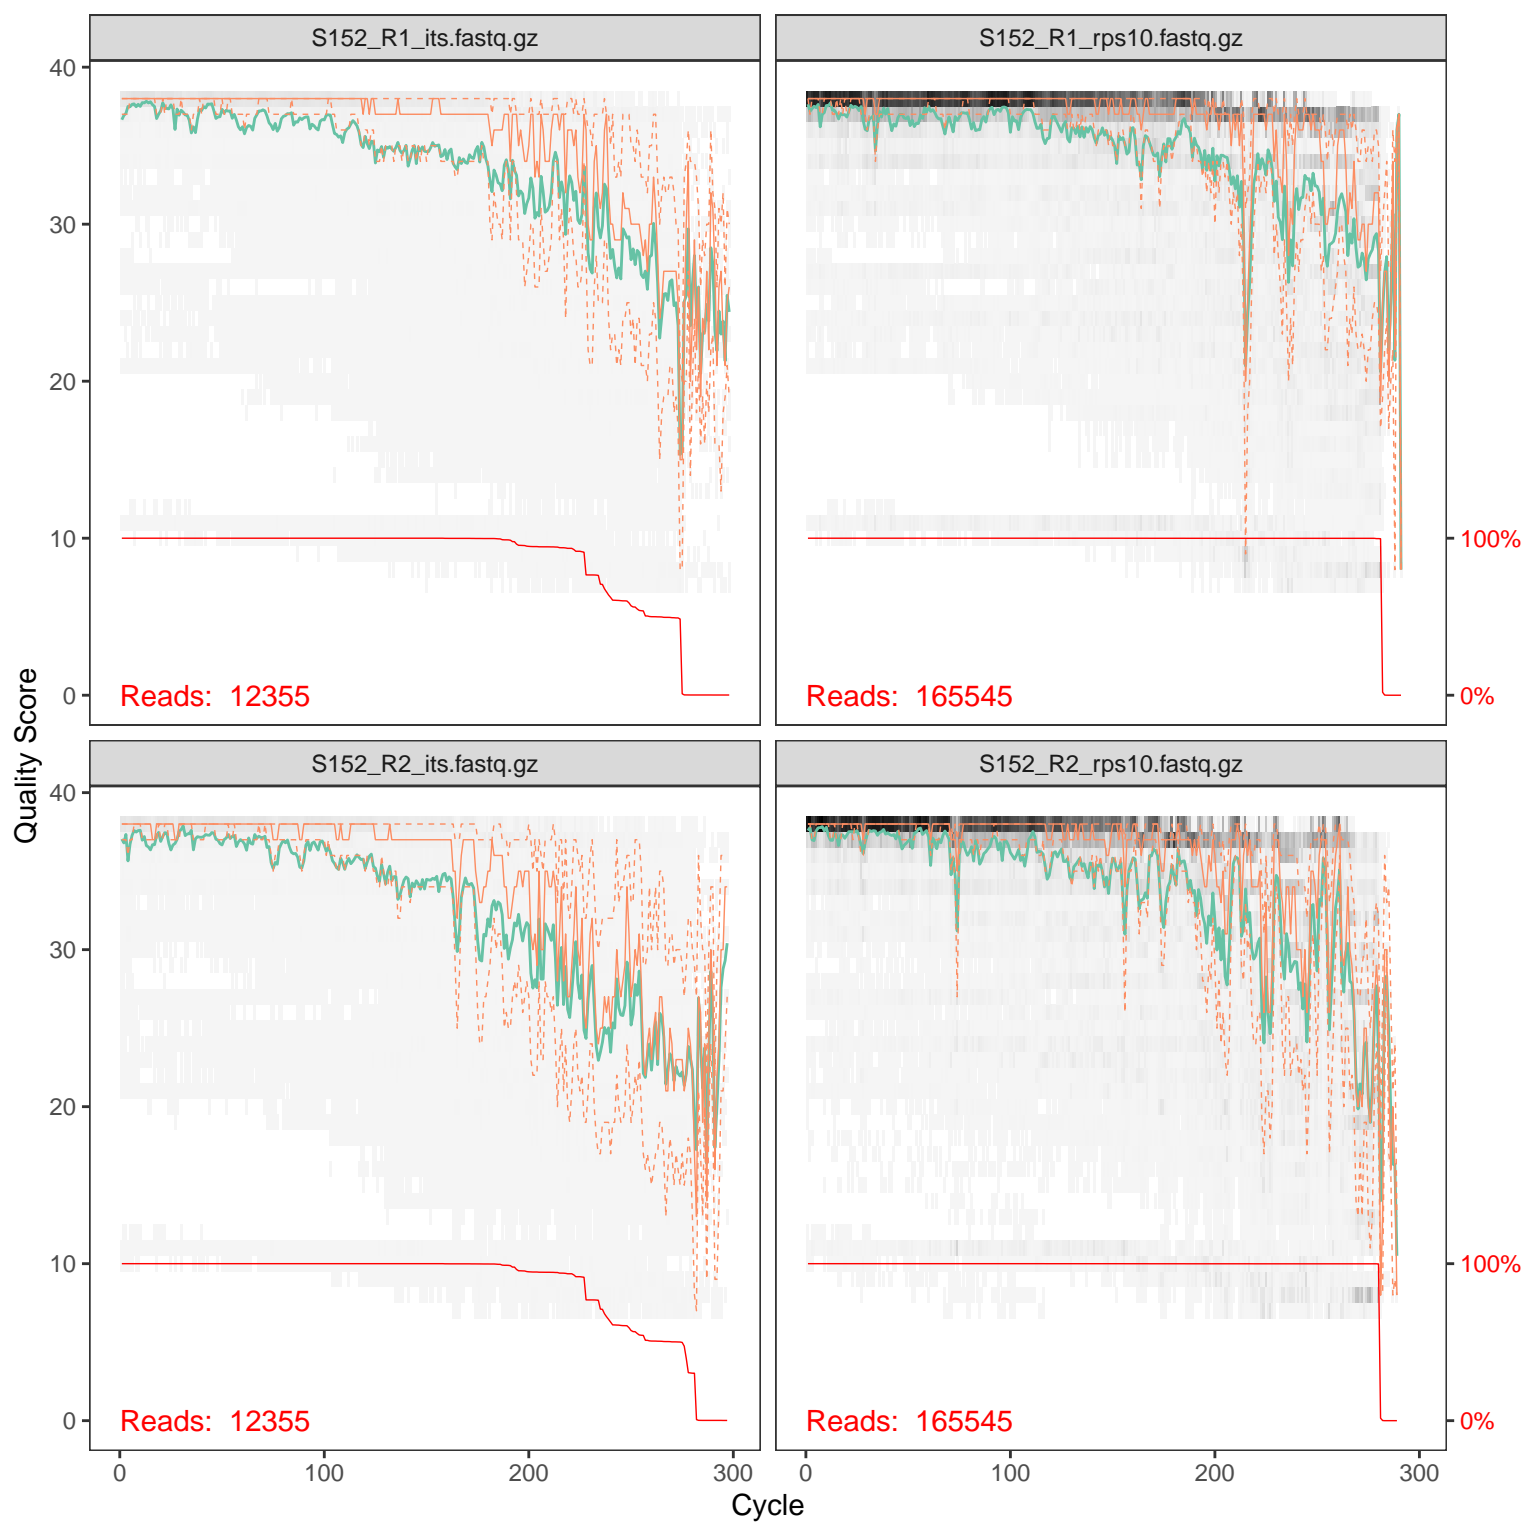 S152_R1_its.fastq.gz
S152_R1_rps10.fastq.gz
40
30
20
10
0
Reads: 12355
Reads: 165545
100%
0%
Quality Score
S152_R2_its.fastq.gz
S152_R2_rps10.fastq.gz
40
30
20
10
0
Reads: 12355
Reads: 165545
100%
0%
0 100 200 300
0 100 200 300
Cycle